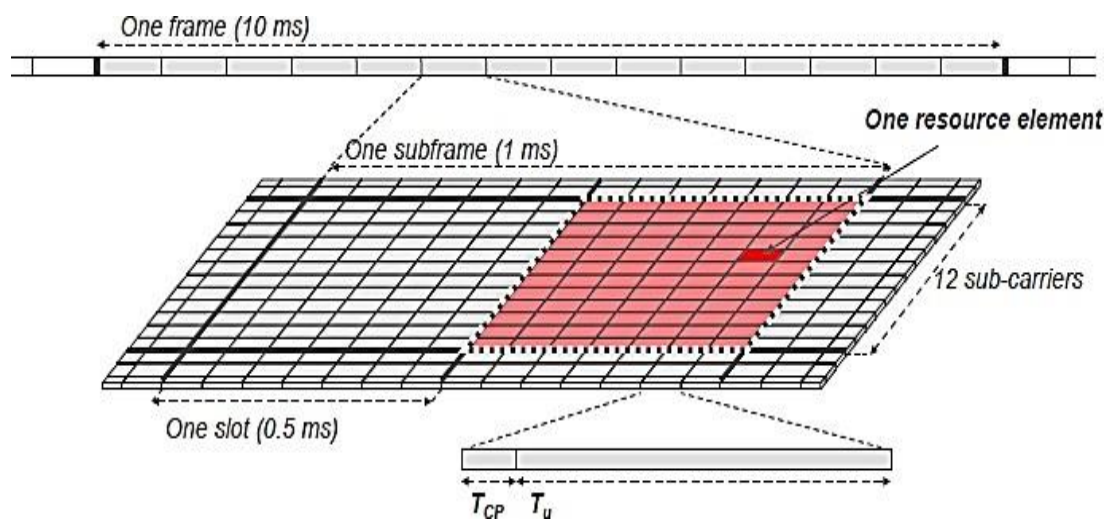 One frame (10 ms)
One resource element
One subframe (1 ms)
12 sub-carriers
One slot (0.5 ms)
T_CP T_u